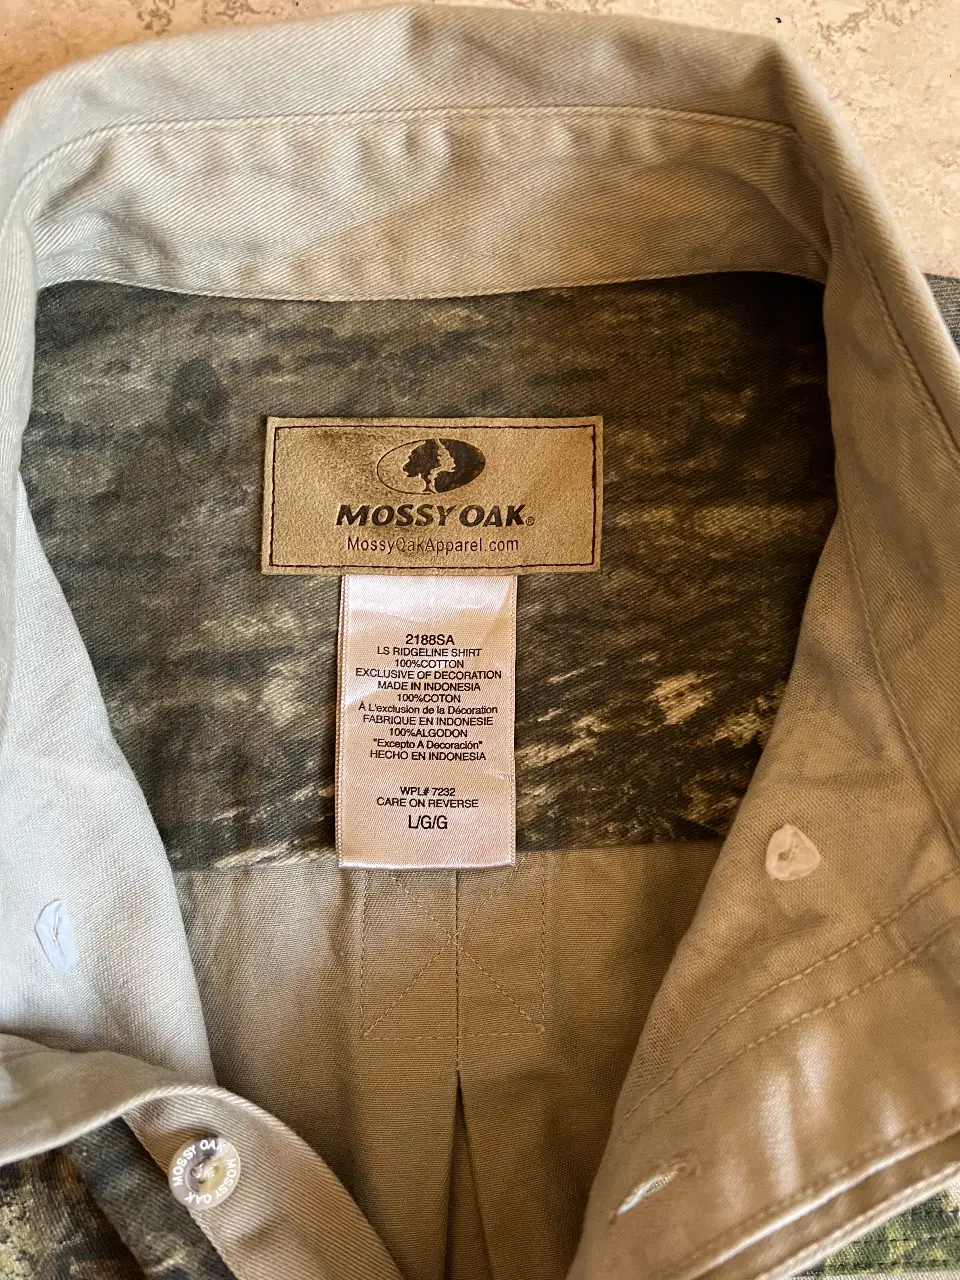 MOSSY OAK®
MossyOakApparel.com
2188SA
LS RIDGELINE SHIRT
100%COTTON
EXCLUSIVE OF DECORATION
MADE IN INDONESIA
100%COTON
À L'exclusion de la Décoration
FABRIQUE EN INDONESIE
100%ALGODON
"Excepto A Decoración"
HECHO EN INDONESIA
WPL# 7232
CARE ON REVERSE
L/G/G
MOSSY OAK
MOSSY OAK